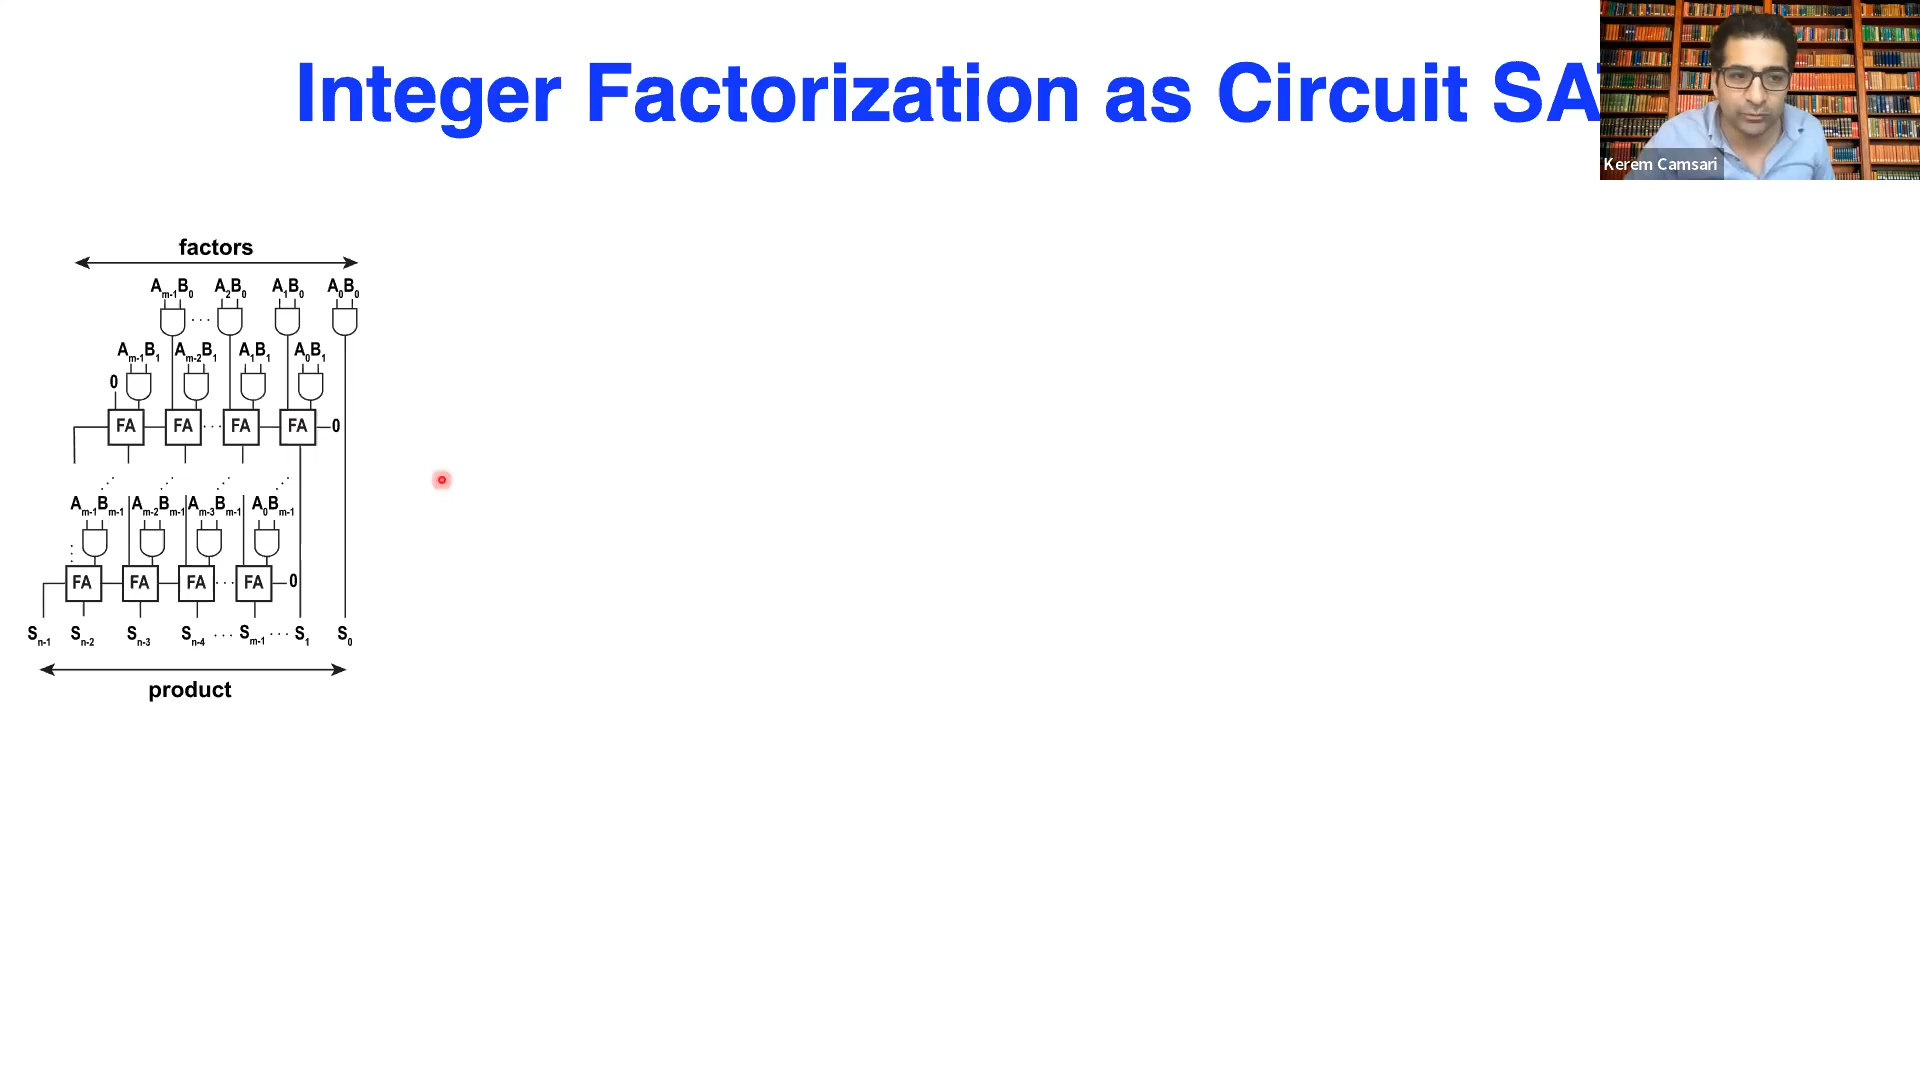 Integer Factorization as Circuit SA
Kerem Camsari
factors
Am-1B0 A2B0 A1B0 A0B0
...
Am-1B1 Am-2B1 A1B1 A0B1
0
FA FA ... FA FA 0
Am-1Bm-1 Am-2Bm-1 Am-3Bm-1 A0Bm-1
FA FA FA ... FA 0
Sn-1 Sn-2 Sn-3 Sn-4 ... Sm-1 ... S1 S0
product